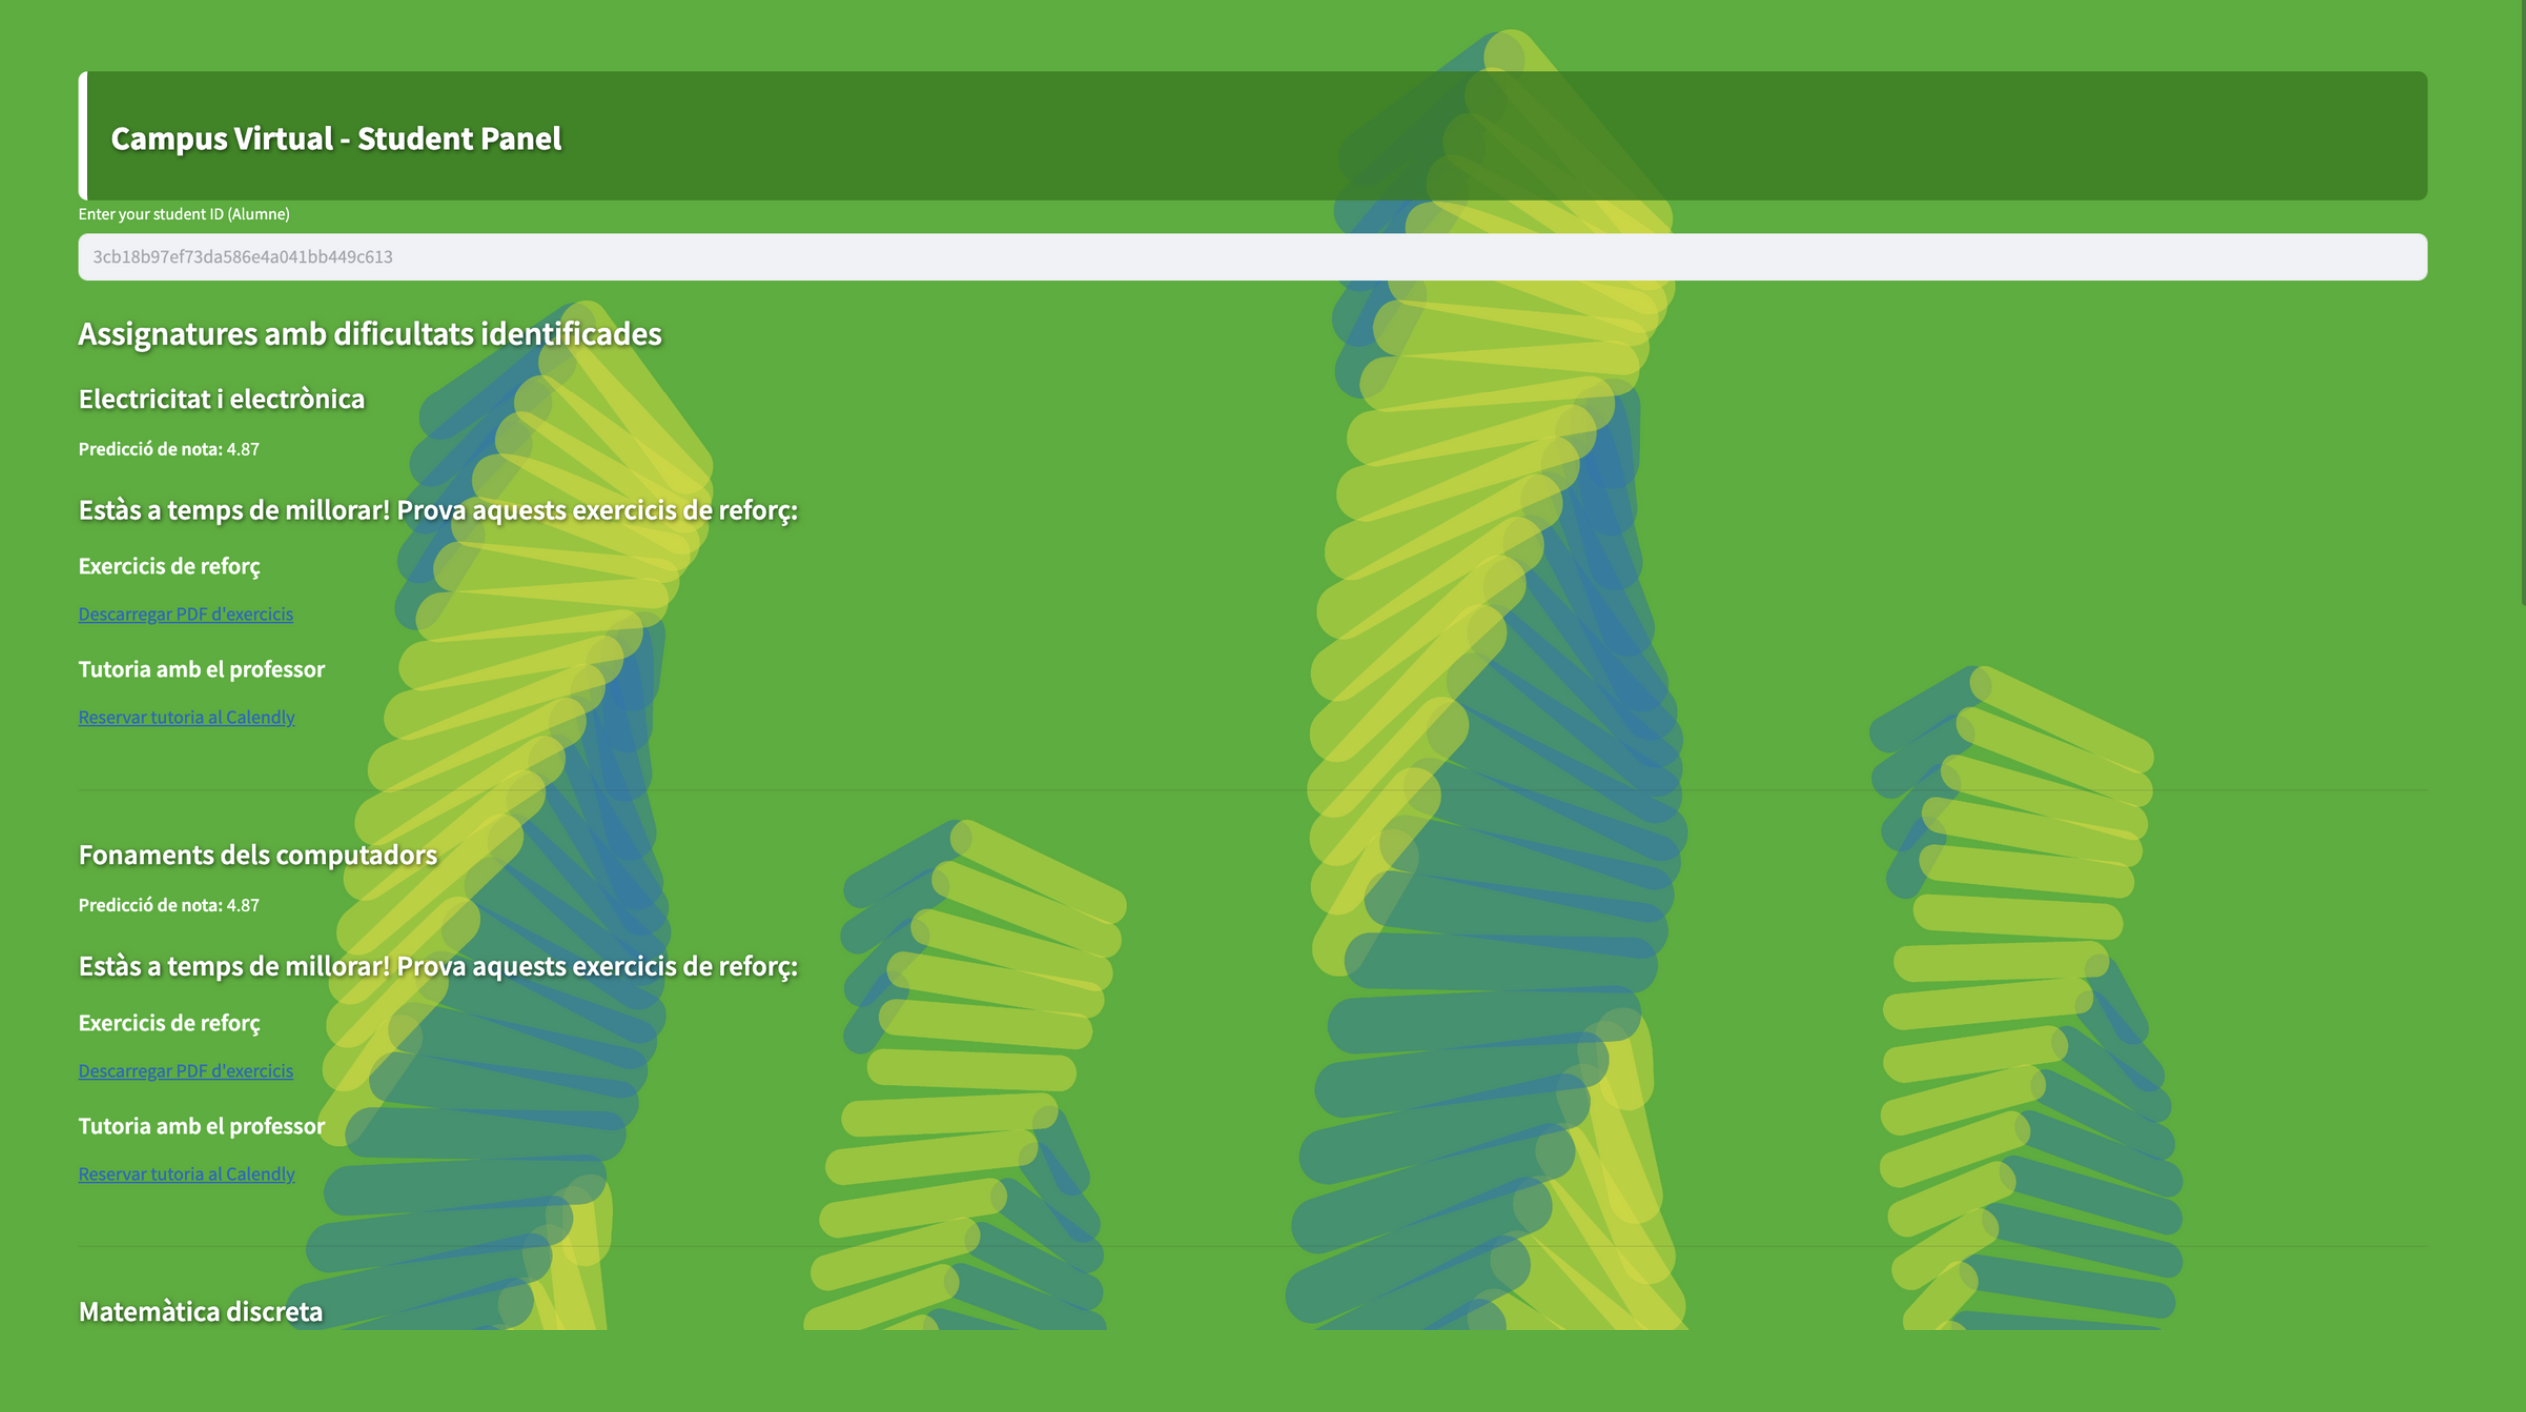 Campus Virtual - Student Panel
Enter your student ID (Alumne)
3cb18b97ef73da586e4a041bb449c613
Assignatures amb dificultats identificades
Electricitat i electrònica
Predicció de nota: 4.87
Estàs a temps de millorar! Prova aquests exercicis de reforç:
Exercicis de reforç
Descarregar PDF d'exercicis
Tutoria amb el professor
Reservar tutoria al Calendly
Fonaments dels computadors
Predicció de nota: 4.87
Estàs a temps de millorar! Prova aquests exercicis de reforç:
Exercicis de reforç
Descarregar PDF d'exercicis
Tutoria amb el professor
Reservar tutoria al Calendly
Matemàtica discreta